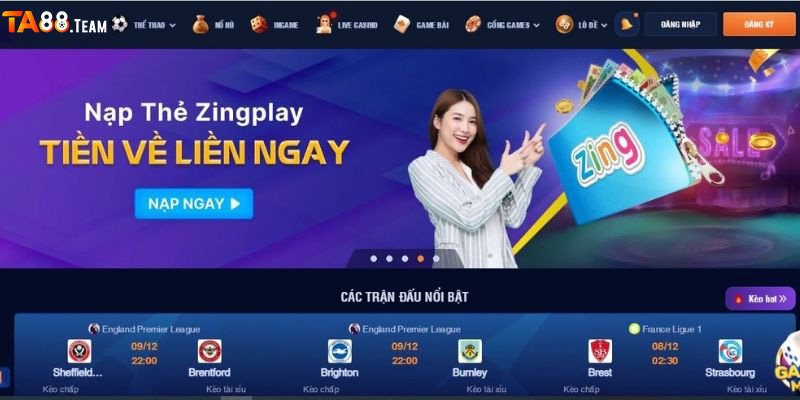 TA88.TEAM
THỂ THAO
NỔ HŨ
INGAME
LIVE CASINO
GAME BÀI
CỔNG GAMES
LÔ ĐỀ
ĐĂNG NHẬP
ĐĂNG KÝ
Nạp Thẻ Zingplay
TIỀN VỀ LIỀN NGAY
NẠP NGAY
Zing
SALE
CÁC TRẬN ĐẤU NỔI BẬT
Kèo hot
England Premier League
09/12
22:00
Sheffield...
Brentford
Kèo chấp
Kèo tài xỉu
England Premier League
09/12
22:00
Brighton
Burnley
Kèo chấp
Kèo tài xỉu
France Ligue 1
08/12
02:30
Brest
Strasbourg
Kèo chấp
Kèo tài xỉu